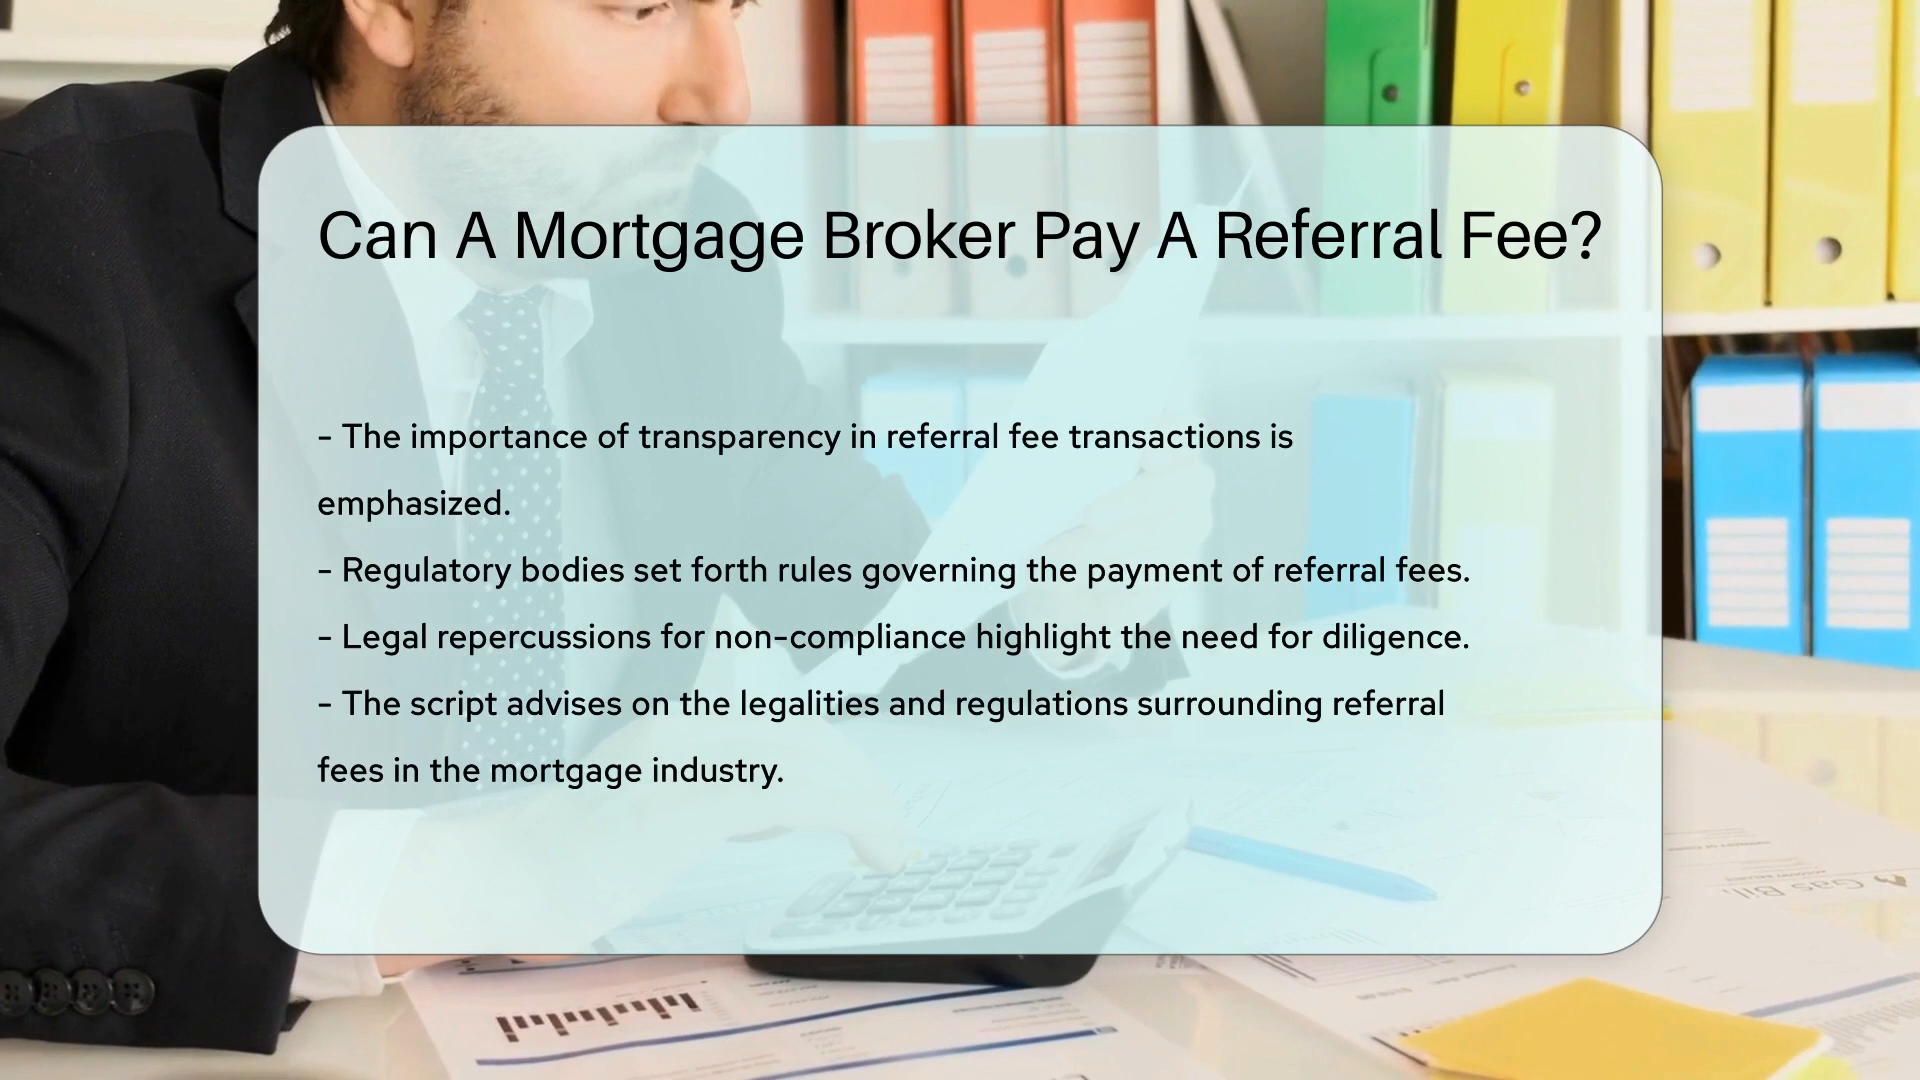 Can A Mortgage Broker Pay A Referral Fee?
- The importance of transparency in referral fee transactions is
emphasized.
- Regulatory bodies set forth rules governing the payment of referral fees.
- Legal repercussions for non-compliance highlight the need for diligence.
- The script advises on the legalities and regulations surrounding referral
fees in the mortgage industry.
Gas Bill